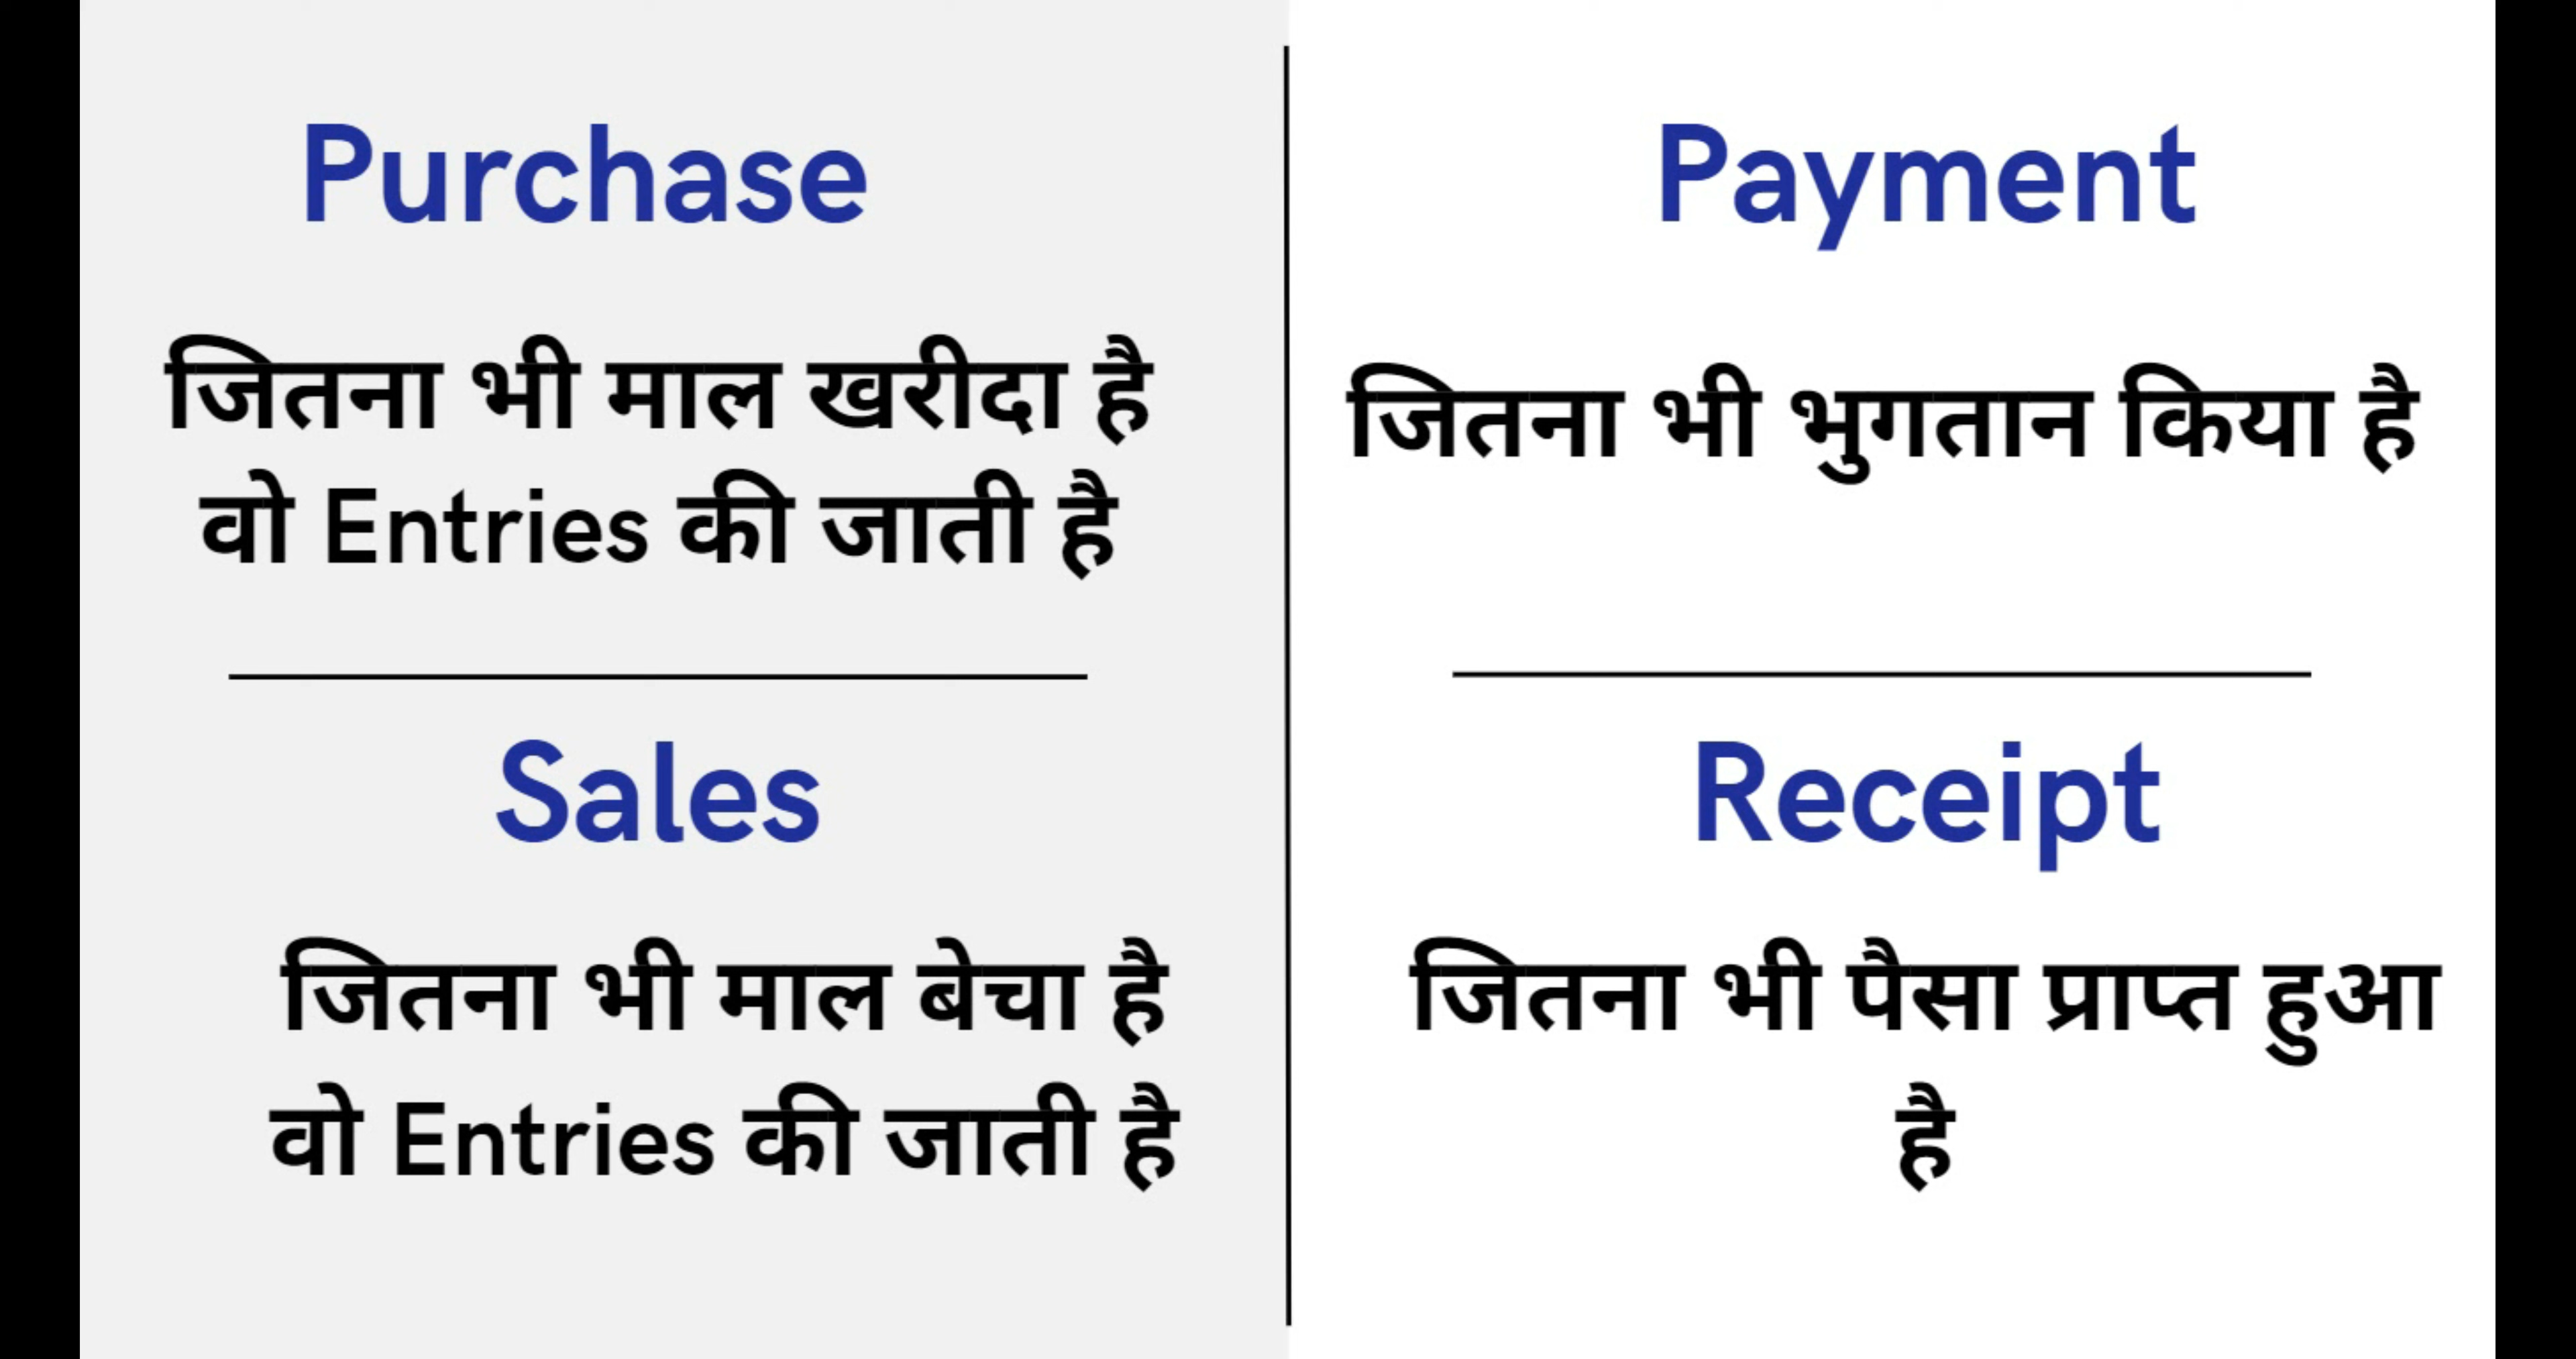 Purchase
जितना भी माल खरीदा है
वो Entries की जाती है
Sales
जितना भी माल बेचा है
वो Entries की जाती है
Payment
जितना भी भुगतान किया है
Receipt
जितना भी पैसा प्राप्त हुआ
है